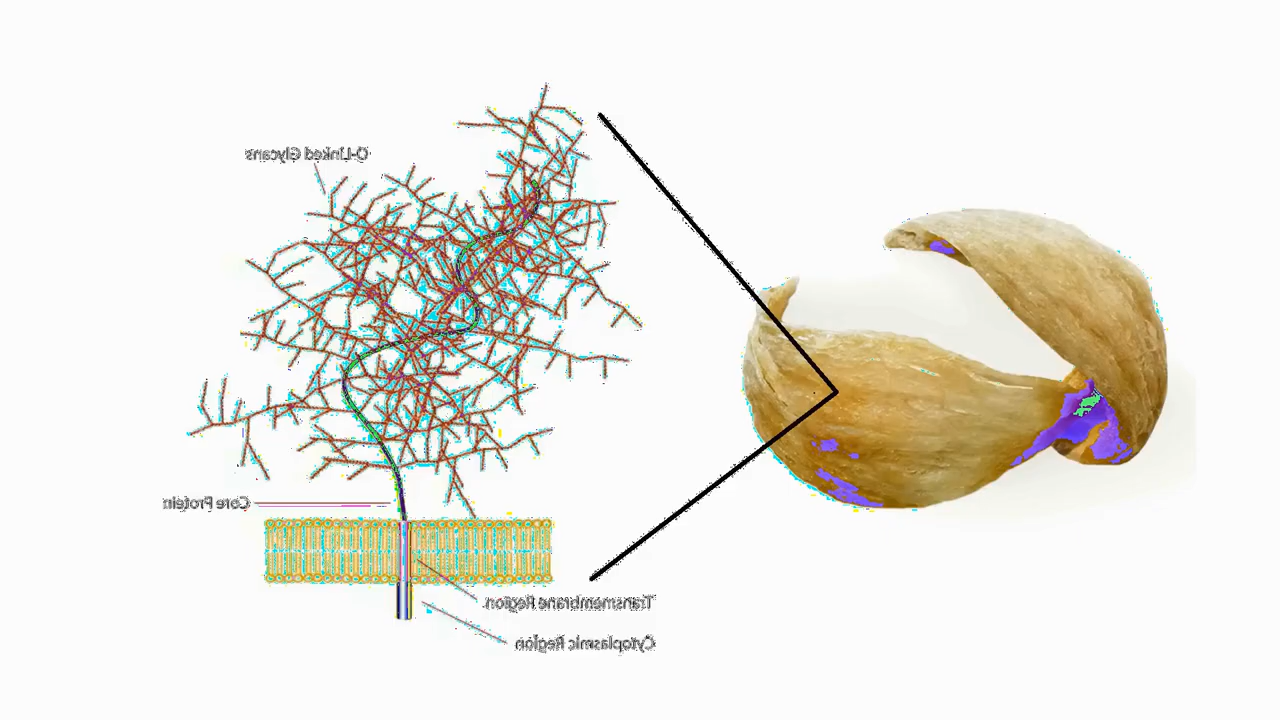 O-Linked Glycans
Core Protein
Transmembrane Region
Cytoplasmic Region